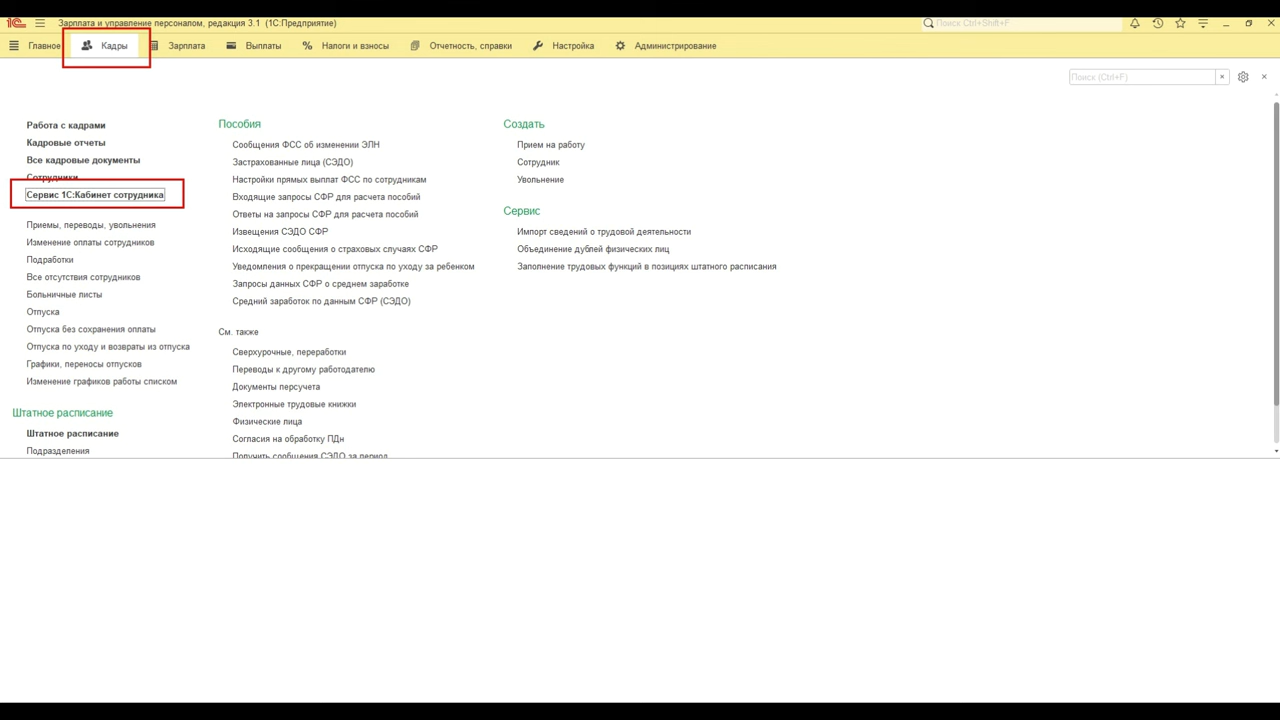 1С Зарплата и управление персоналом, редакция 3.1 (1С:Предприятие)
Поиск Ctrl+Shift+F
Главное Кадры Зарплата Выплаты Налоги и взносы Отчетность, справки Настройка Администрирование
Поиск (Ctrl+F)
Работа с кадрами
Кадровые отчеты
Все кадровые документы
Сотрудники
Сервис 1С:Кабинет сотрудника
Приемы, переводы, увольнения
Изменение оплаты сотрудников
Подработки
Все отсутствия сотрудников
Больничные листы
Отпуска
Отпуска без сохранения оплаты
Отпуска по уходу и возвраты из отпуска
Графики, переносы отпусков
Изменение графиков работы списком
Штатное расписание
Штатное расписание
Подразделения
Пособия
Сообщения ФСС об изменении ЭЛН
Застрахованные лица (СЭДО)
Настройки прямых выплат ФСС по сотрудникам
Входящие запросы СФР для расчета пособий
Ответы на запросы СФР для расчета пособий
Извещения СЭДО СФР
Исходящие сообщения о страховых случаях СФР
Уведомления о прекращении отпуска по уходу за ребенком
Запросы данных СФР о среднем заработке
Средний заработок по данным СФР (СЭДО)
См. также
Сверхурочные, переработки
Переводы к другому работодателю
Документы персучета
Электронные трудовые книжки
Физические лица
Согласия на обработку ПДн
Получить сообщения СЭДО за период
Создать
Прием на работу
Сотрудник
Увольнение
Сервис
Импорт сведений о трудовой деятельности
Объединение дублей физических лиц
Заполнение трудовых функций в позициях штатного расписания